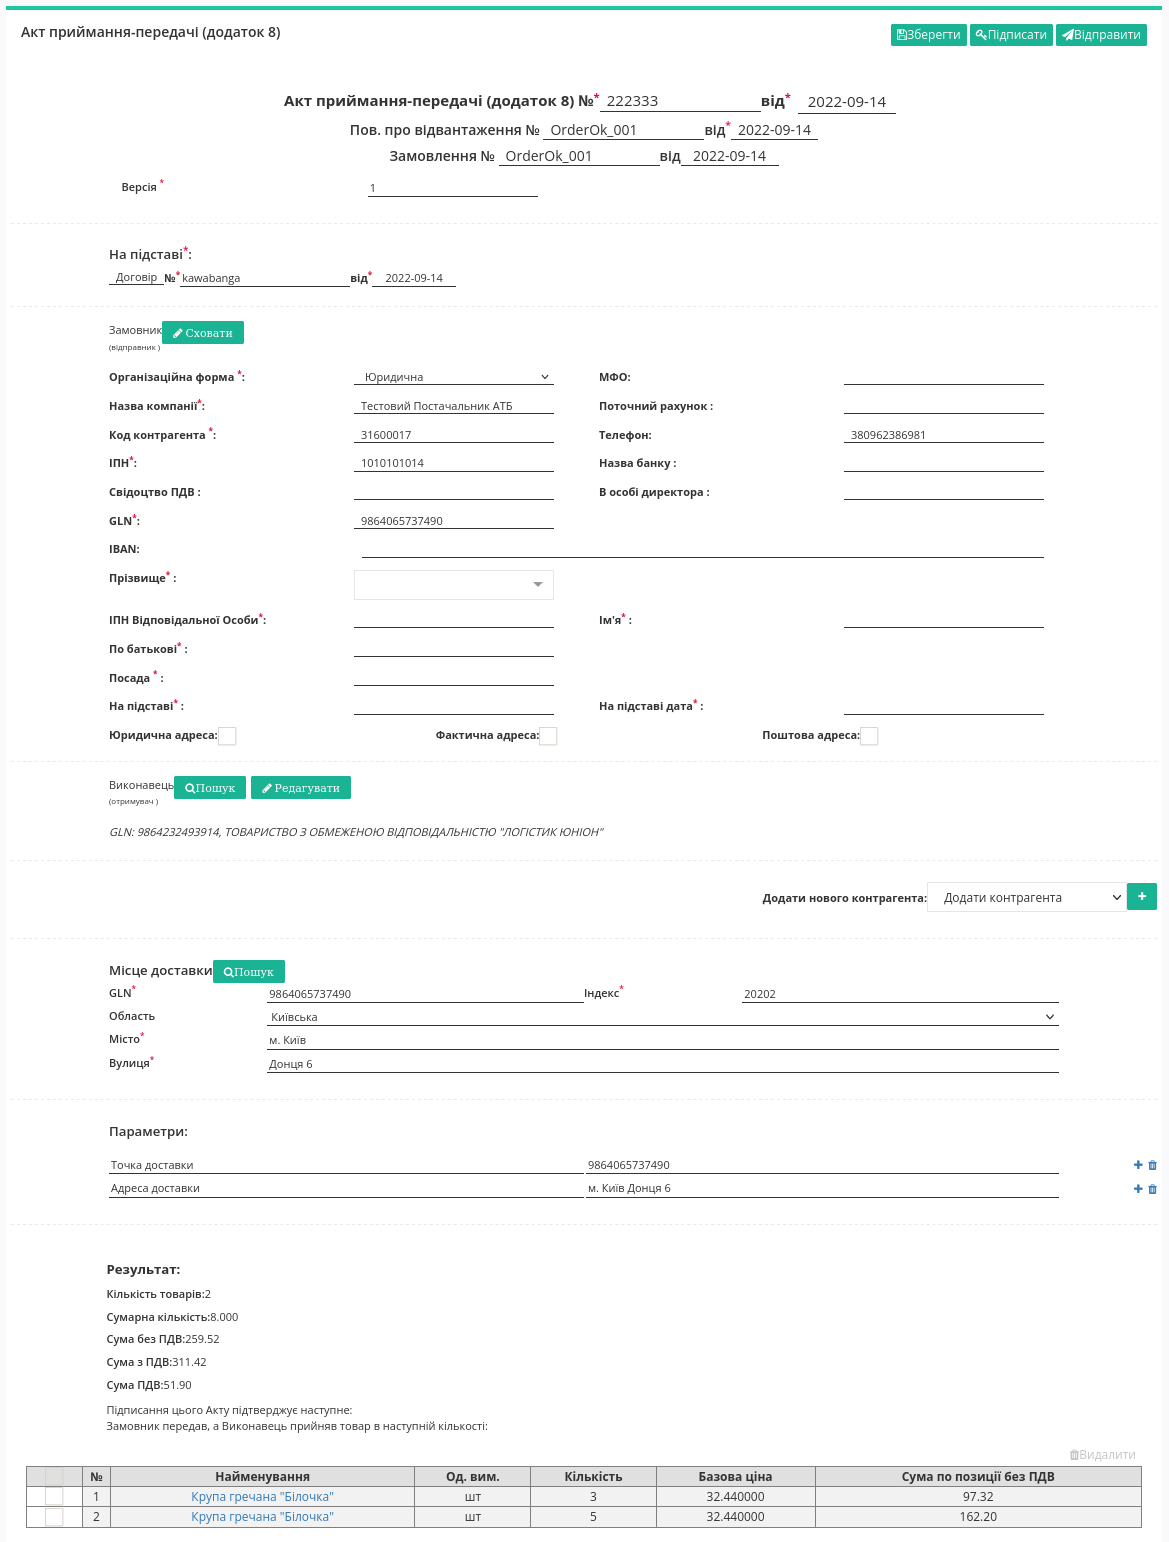 Акт приймання-передачі (додаток 8)
Зберегти Підписати Відправити
Акт приймання-передачі (додаток 8) №* 222333 від* 2022-09-14
Пов. про відвантаження № OrderOk_001 від* 2022-09-14
Замовлення № OrderOk_001 від 2022-09-14
Версія * 1
На підставі*:
Договір №* kawabanga від* 2022-09-14
Замовник Сховати
(відправник )
Організаційна форма *: Юридична МФО:
Назва компанії*: Тестовий Постачальник АТБ Поточний рахунок :
Код контрагента *: 31600017 Телефон: 380962386981
ІПН*: 1010101014 Назва банку :
Свідоцтво ПДВ : В особі директора :
GLN*: 9864065737490
IBAN:
Прізвище* :
ІПН Відповідальної Особи*: Ім'я* :
По батькові* :
Посада * :
На підставі* : На підставі дата* :
Юридична адреса: Фактична адреса: Поштова адреса:
Виконавець Пошук Редагувати
(отримувач )
GLN: 9864232493914, ТОВАРИСТВО З ОБМЕЖЕНОЮ ВІДПОВІДАЛЬНІСТЮ "ЛОГІСТИК ЮНІОН"
Додати нового контрагента: Додати контрагента +
Місце доставки Пошук
GLN* 9864065737490 Індекс* 20202
Область Київська
Місто* м. Київ
Вулиця* Донця 6
Параметри:
Точка доставки 9864065737490
Адреса доставки м. Київ Донця 6
Результат:
Кількість товарів:2
Сумарна кількість:8.000
Сума без ПДВ:259.52
Сума з ПДВ:311.42
Сума ПДВ:51.90
Підписання цього Акту підтверджує наступне:
Замовник передав, а Виконавець прийняв товар в наступній кількості:
Видалити
№ Найменування Од. вим. Кількість Базова ціна Сума по позиції без ПДВ
1 Крупа гречана "Білочка" шт 3 32.440000 97.32
2 Крупа гречана "Білочка" шт 5 32.440000 162.20